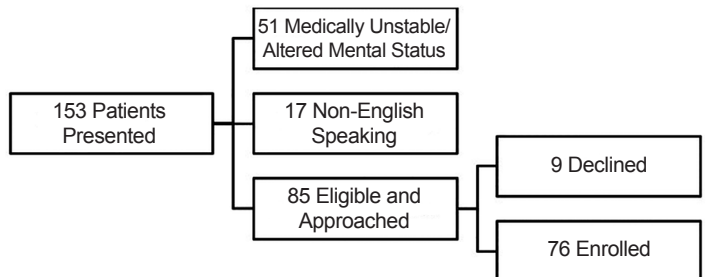 51 Medically Unstable/
Altered Mental Status
153 Patients
Presented
17 Non-English
Speaking
85 Eligible and
Approached
9 Declined
76 Enrolled